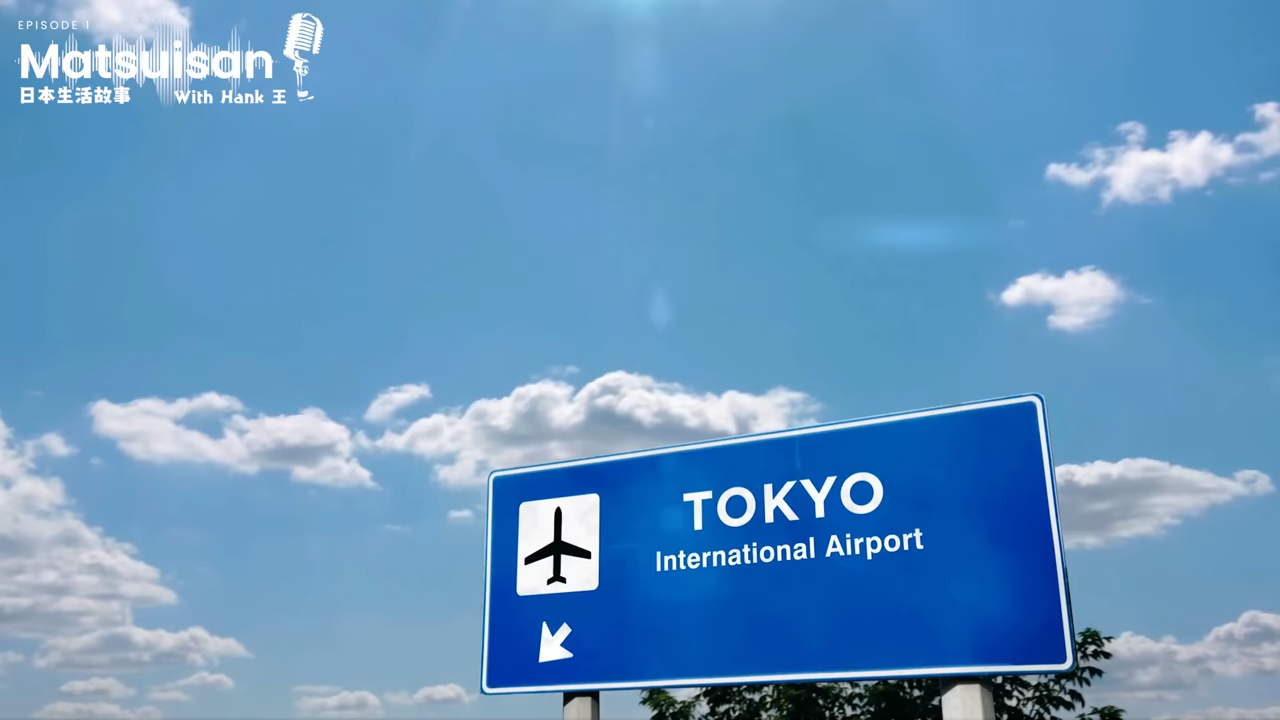 EPISODE 1
Matsuisan
日本生活故事 With Hank 王
TOKYO
International Airport